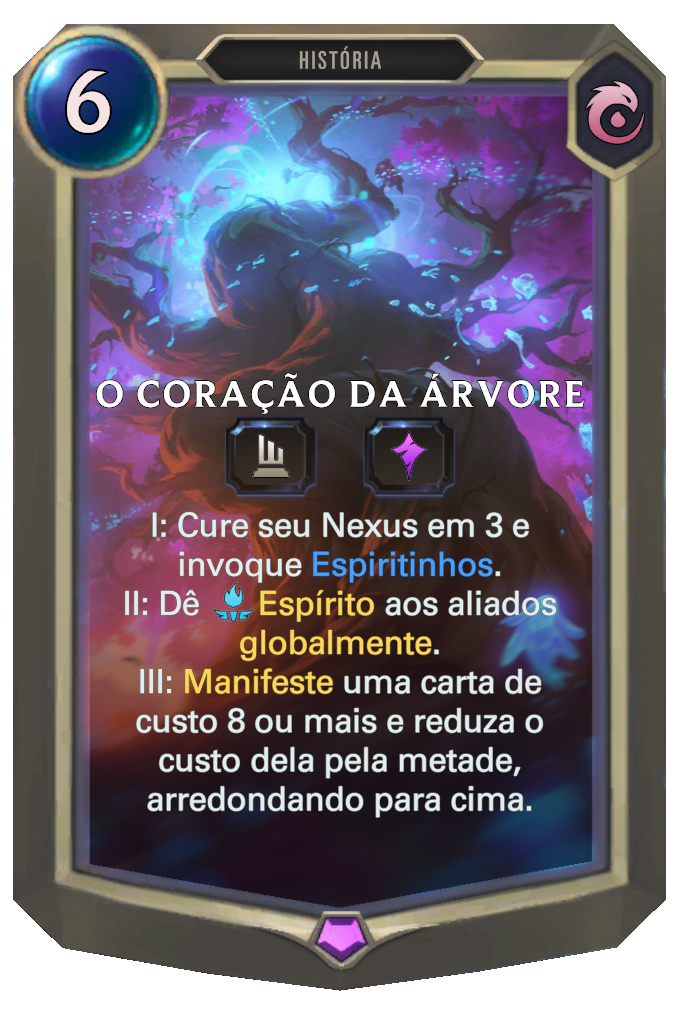 HISTÓRIA
6
O CORAÇÃO DA ÁRVORE
I: Cure seu Nexus em 3 e
invoque Espiritinhos.
II: Dê Espírito aos aliados
globalmente.
III: Manifeste uma carta de
custo 8 ou mais e reduza o
custo dela pela metade,
arredondando para cima.